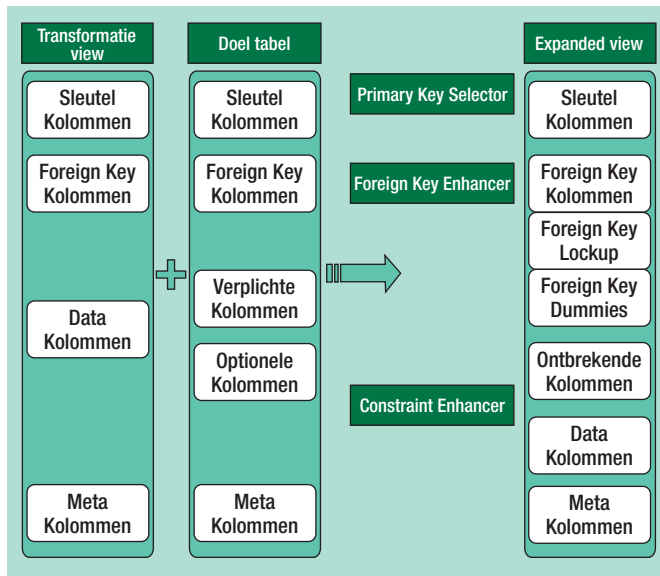 Transformatie
view
Sleutel
Kolommen
Foreign Key
Kolommen
Data
Kolommen
Meta
Kolommen
Doel tabel
Sleutel
Kolommen
Foreign Key
Kolommen
Verplichte
Kolommen
Optionele
Kolommen
Meta
Kolommen
Primary Key Selector
Foreign Key Enhancer
Constraint Enhancer
Expanded view
Sleutel
Kolommen
Foreign Key
Kolommen
Foreign Key
Lockup
Foreign Key
Dummies
Ontbrekende
Kolommen
Data
Kolommen
Meta
Kolommen